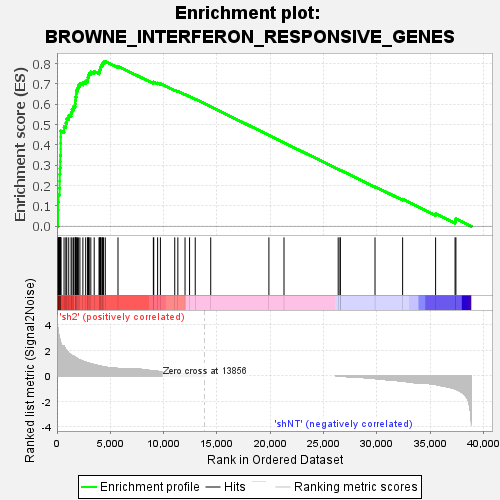 Enrichment plot:
BROWNE_INTERFERON_RESPONSIVE_GENES
Enrichment score (ES)
0.8
0.7
0.6
0.5
0.4
0.3
0.2
0.1
0.0
'sh2' (positively correlated)
Ranked list metric (Signal2Noise)
4
2
0
-2
-4
Zero cross at 13856
'shNT' (negatively correlated)
0
5,000
10,000
15,000
20,000
25,000
30,000
35,000
40,000
Rank in Ordered Dataset
Enrichment profile
Hits
Ranking metric scores